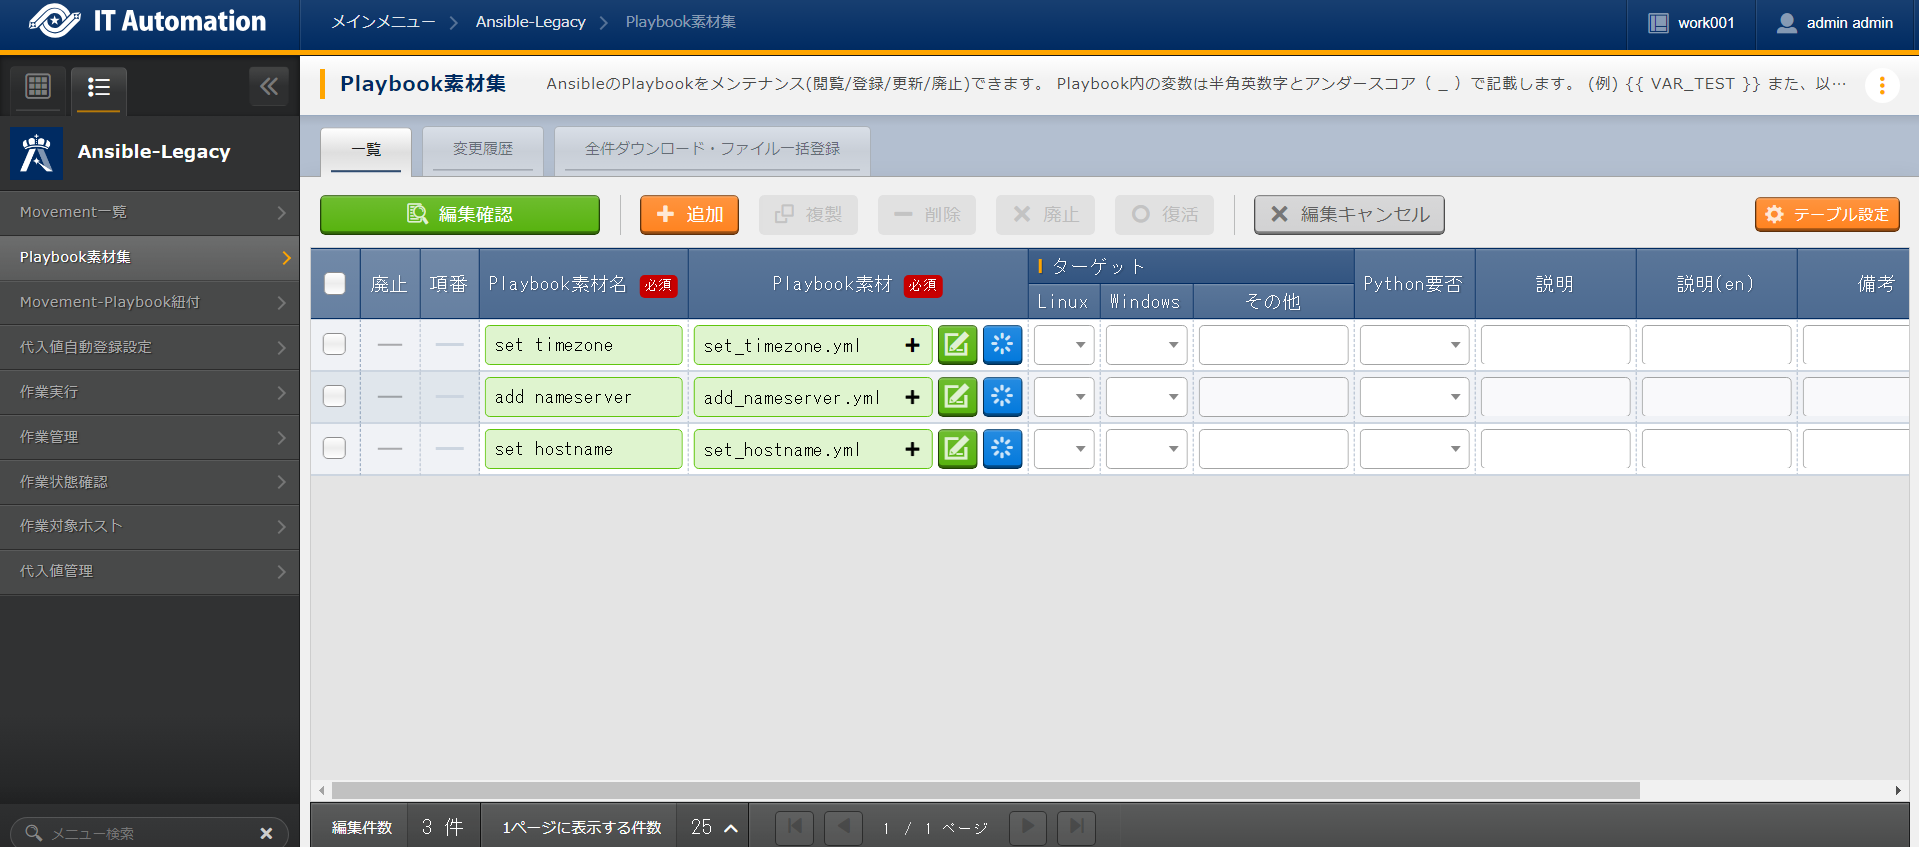 IT Automation
メインメニュー
Ansible-Legacy
Playbook素材集
work001
admin admin
Playbook素材集
AnsibleのPlaybookをメンテナンス(閲覧/登録/更新/廃止)できます。 Playbook内の変数は半角英数字とアンダースコア（ _ ）で記載します。 (例) {{ VAR_TEST }} また、以…
Ansible-Legacy
Movement一覧
Playbook素材集
Movement-Playbook紐付
代入値自動登録設定
作業実行
作業管理
作業状態確認
作業対象ホスト
代入値管理
メニュー検索
一覧
変更履歴
全件ダウンロード・ファイル一括登録
編集確認
追加
複製
削除
廃止
復活
編集キャンセル
テーブル設定
廃止
項番
Playbook素材名 必須
Playbook素材 必須
ターゲット
Linux
Windows
その他
Python要否
説明
説明(en)
備考
set timezone
set_timezone.yml
add nameserver
add_nameserver.yml
set hostname
set_hostname.yml
編集件数
3 件
1ページに表示する件数
25
1 / 1 ページ